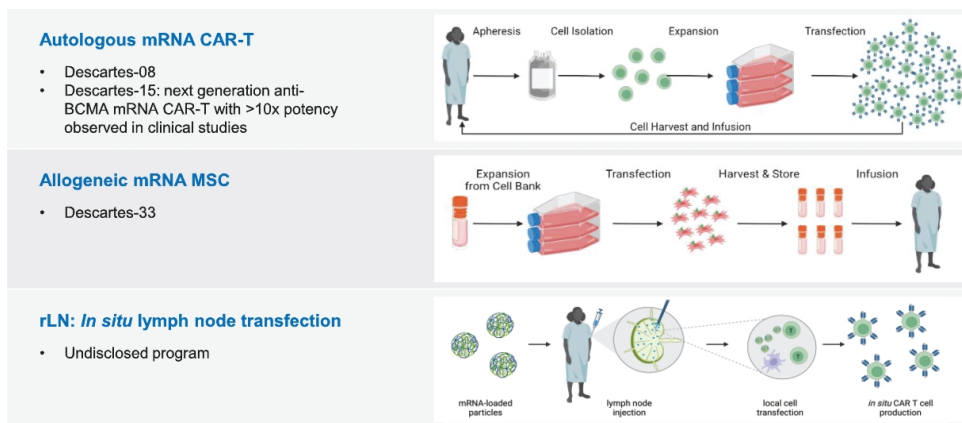 Autologous mRNA CAR-T
• Descartes-08
• Descartes-15: next generation anti-
BCMA mRNA CAR-T with >10x potency
observed in clinical studies
Apheresis
Cell Isolation
Expansion
Transfection
Cell Harvest and Infusion
Allogeneic mRNA MSC
• Descartes-33
Expansion
from Cell Bank
Transfection
Harvest & Store
Infusion
rLN: In situ lymph node transfection
• Undisclosed program
mRNA-loaded
particles
lymph node
injection
local cell
transfection
in situ CAR T cell
production